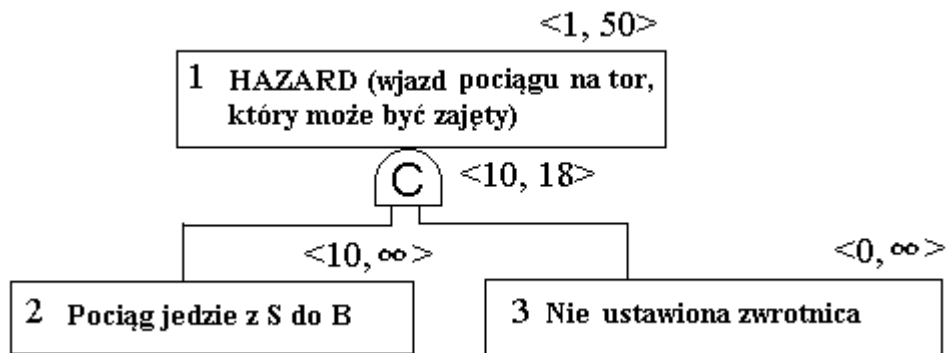 <1, 50>
1 HAZARD (wjazd pociągu na tor,
który może być zajęty)
C <10, 18>
<10, ∞>
<0, ∞>
2 Pociąg jedzie z S do B
3 Nie ustawiona zwrotnica